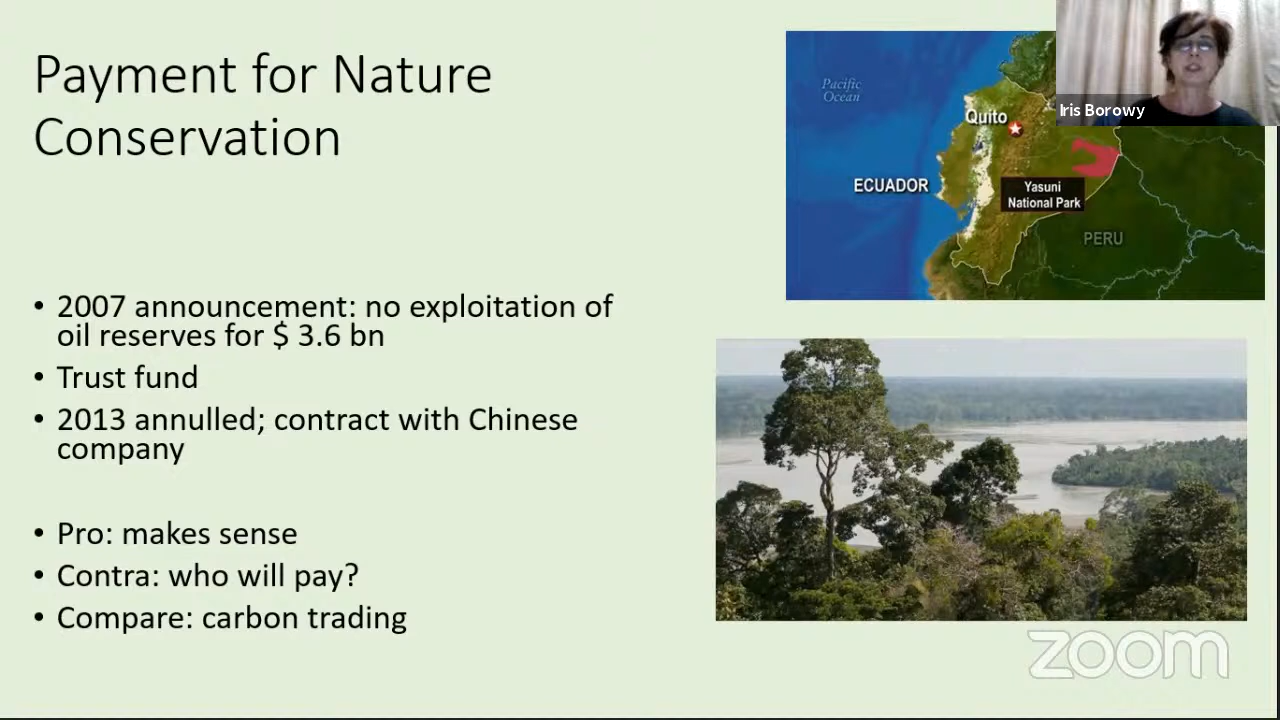 Payment for Nature
Conservation
• 2007 announcement: no exploitation of
oil reserves for $ 3.6 bn
• Trust fund
• 2013 annulled; contract with Chinese
company
• Pro: makes sense
• Contra: who will pay?
• Compare: carbon trading
Pacific
Ocean
Quito
ECUADOR
Yasuni
National Park
PERU
Iris Borowy
zoom